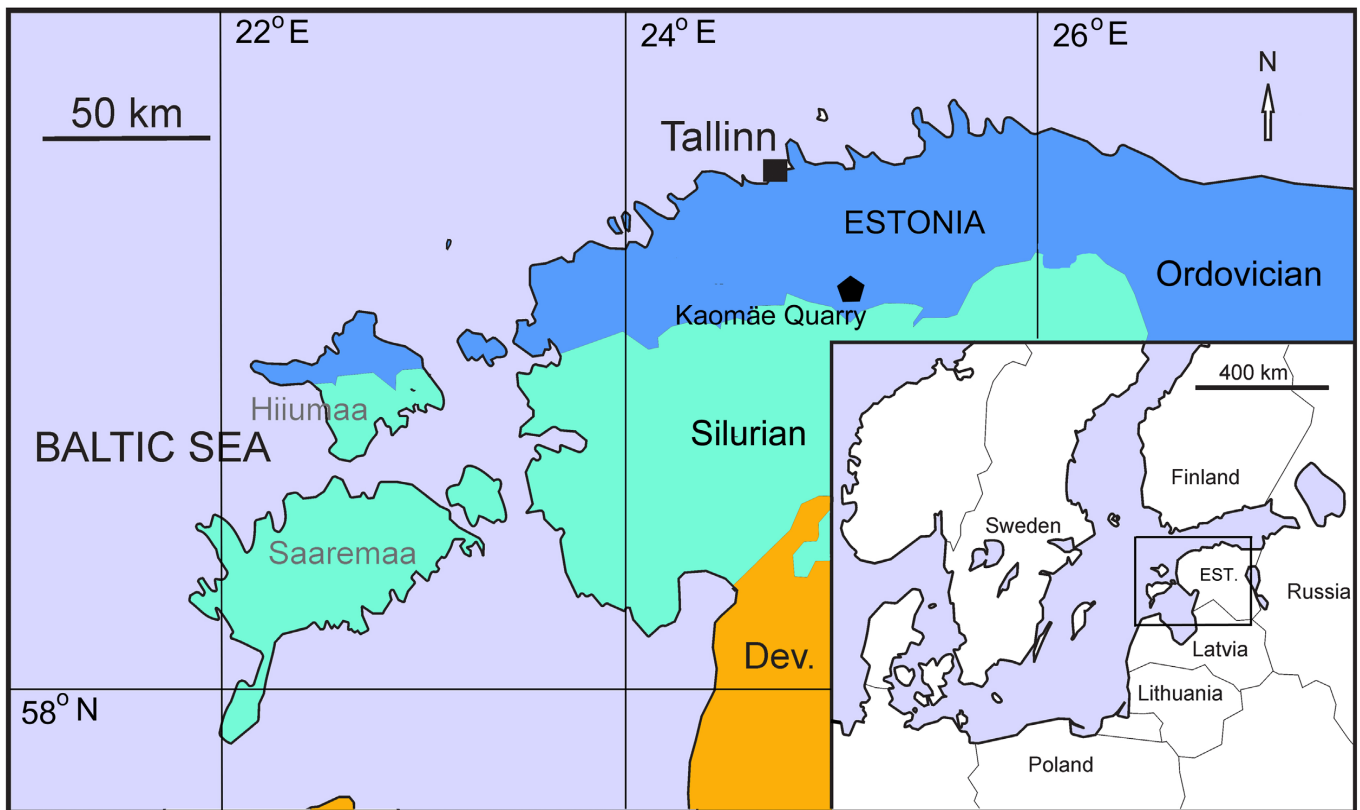 22°E
24°E
26°E
N
50 km
Tallinn
ESTONIA
Ordovician
Kaomäe Quarry
Hiiumaa
BALTIC SEA
Silurian
Saaremaa
Dev.
58°N
400 km
Finland
Sweden
EST.
Russia
Latvia
Lithuania
Poland